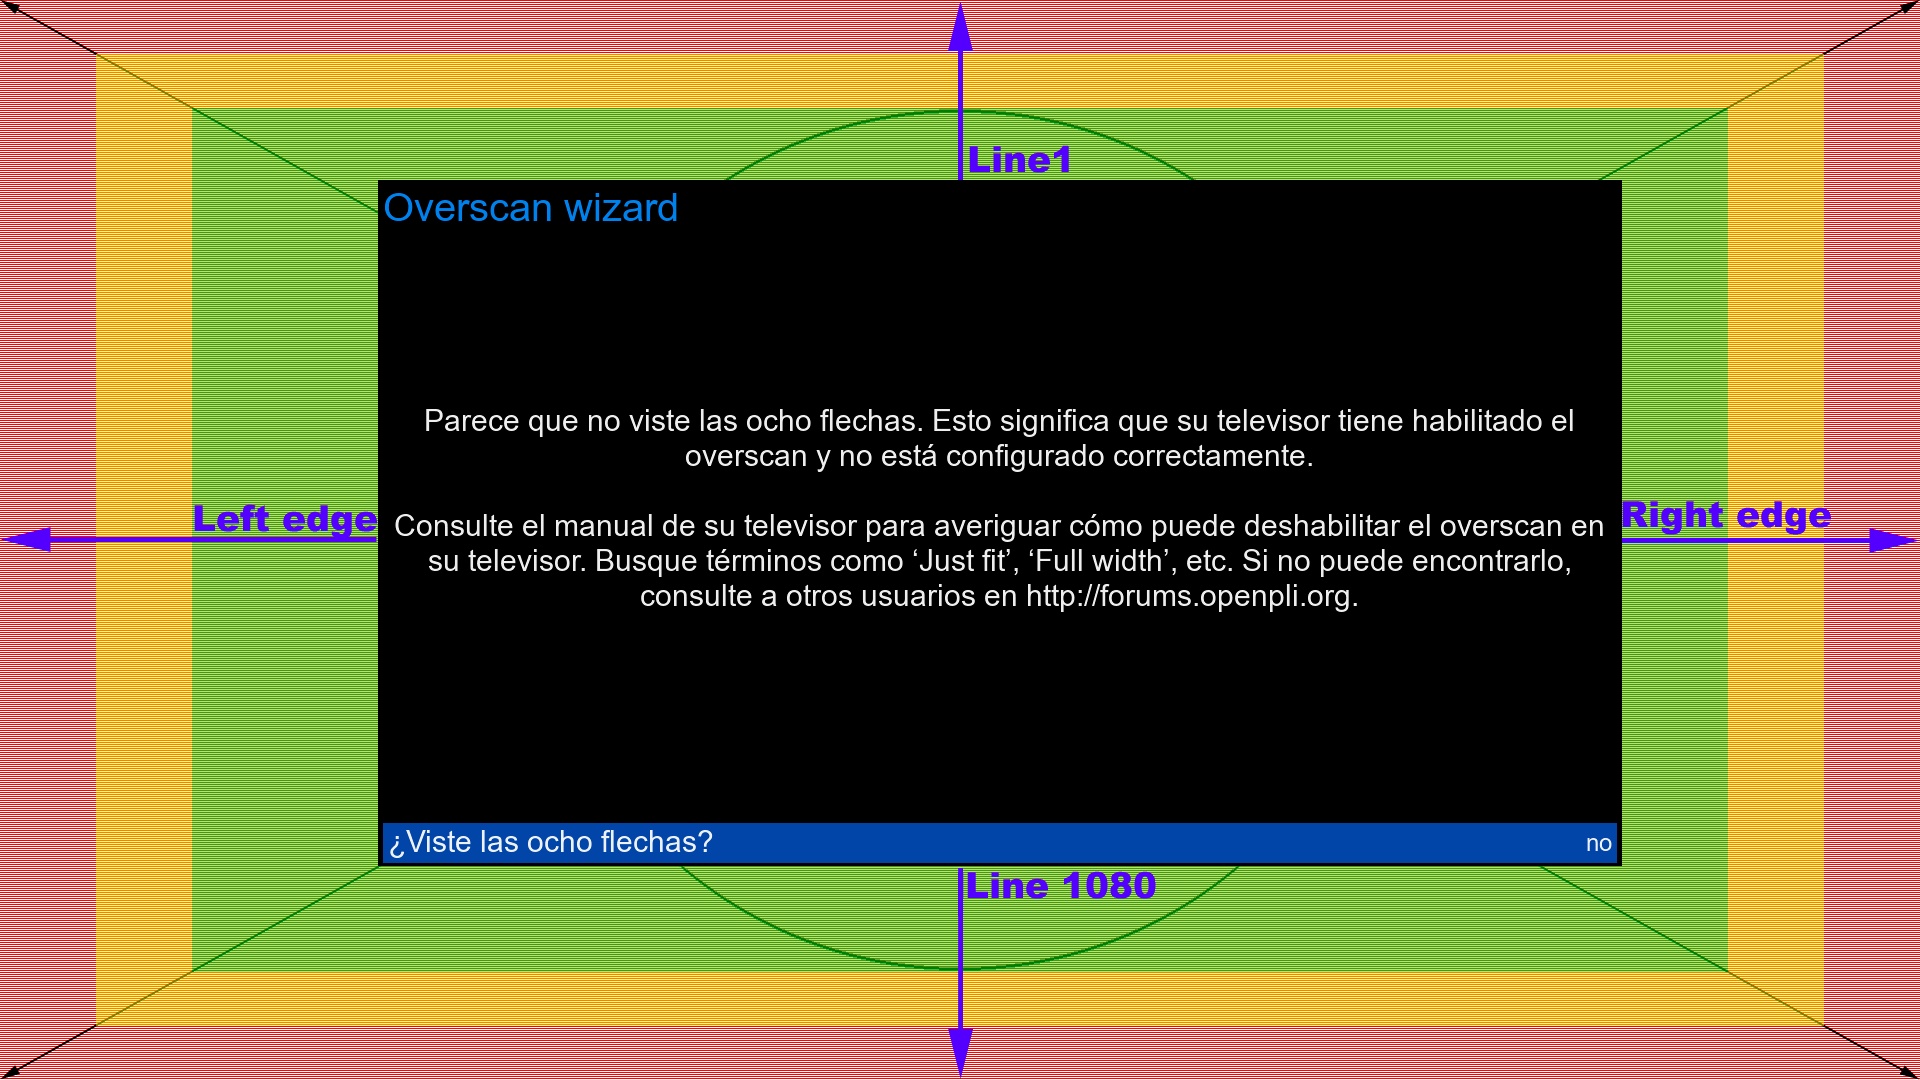 Line1
Overscan wizard
Parece que no viste las ocho flechas. Esto significa que su televisor tiene habilitado el
overscan y no está configurado correctamente.
Left edge
Right edge
Consulte el manual de su televisor para averiguar cómo puede deshabilitar el overscan en
su televisor. Busque términos como ‘Just fit’, ‘Full width’, etc. Si no puede encontrarlo,
consulte a otros usuarios en http://forums.openpli.org.
¿Viste las ocho flechas? no
Line 1080